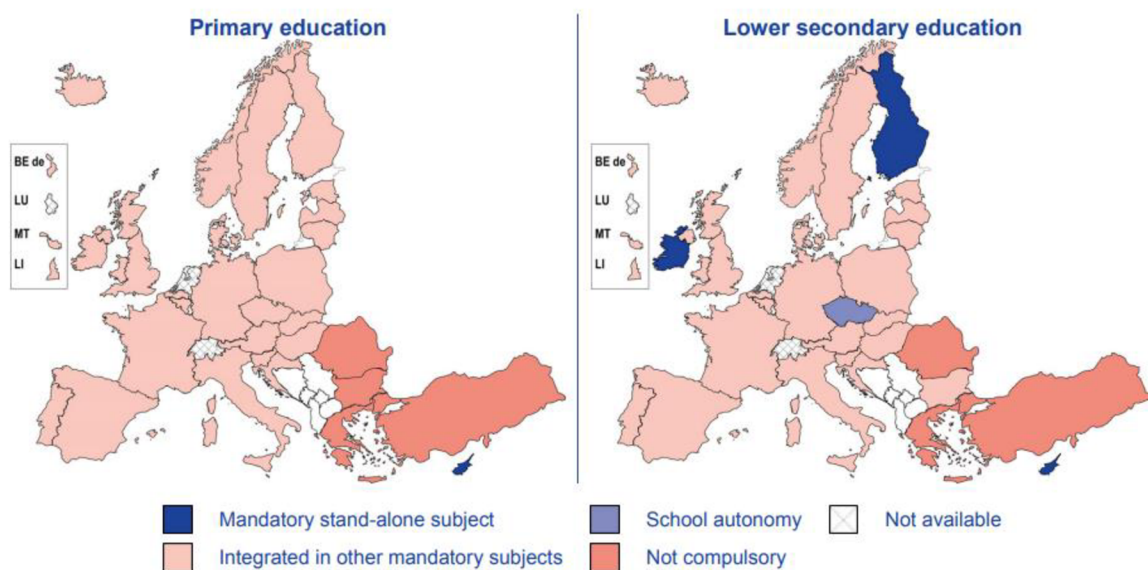 Primary education
Lower secondary education
BE de
LU
MT
LI
BE de
LU
MT
LI
Mandatory stand-alone subject
School autonomy
Not available
Integrated in other mandatory subjects
Not compulsory